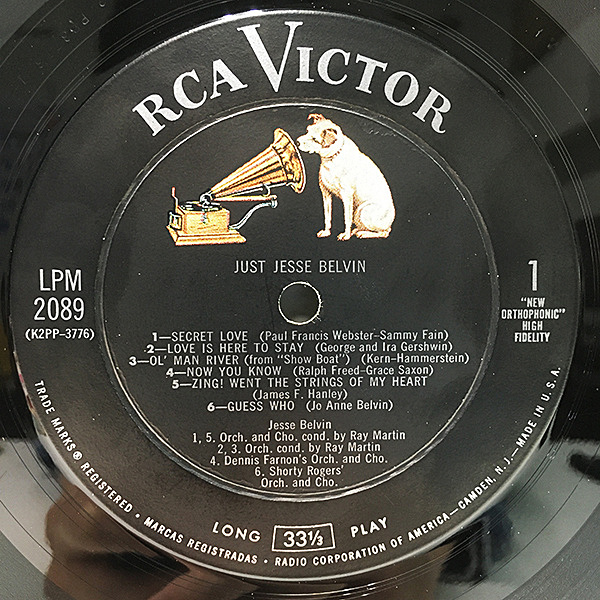 RCA VICTOR
JUST JESSE BELVIN
LPM
2089
(K2PP-3776)
1
"NEW
ORTHOPHONIC"
HIGH
FIDELITY
1—SECRET LOVE (Paul Francis Webster-Sammy Fain)
2—LOVE IS HERE TO STAY (George and Ira Gershwin)
3—OL' MAN RIVER (from "Show Boat") (Kern-Hammerstein)
4—NOW YOU KNOW (Ralph Freed-Grace Saxon)
5—ZING! WENT THE STRINGS OF MY HEART
(James F. Hanley)
6—GUESS WHO (Jo Anne Belvin)
Jesse Belvin
1, 5. Orch. and Cho. cond. by Ray Martin
2, 3. Orch. cond. by Ray Martin
4. Dennis Farnon's Orch. and Cho.
6. Shorty Rogers'
Orch. and Cho.
LONG 33⅓ PLAY
TRADE MARKS ® REGISTERED • MARCAS REGISTRADAS • RADIO CORPORATION OF AMERICA—CAMDEN, N. J.—MADE IN U.S.A.